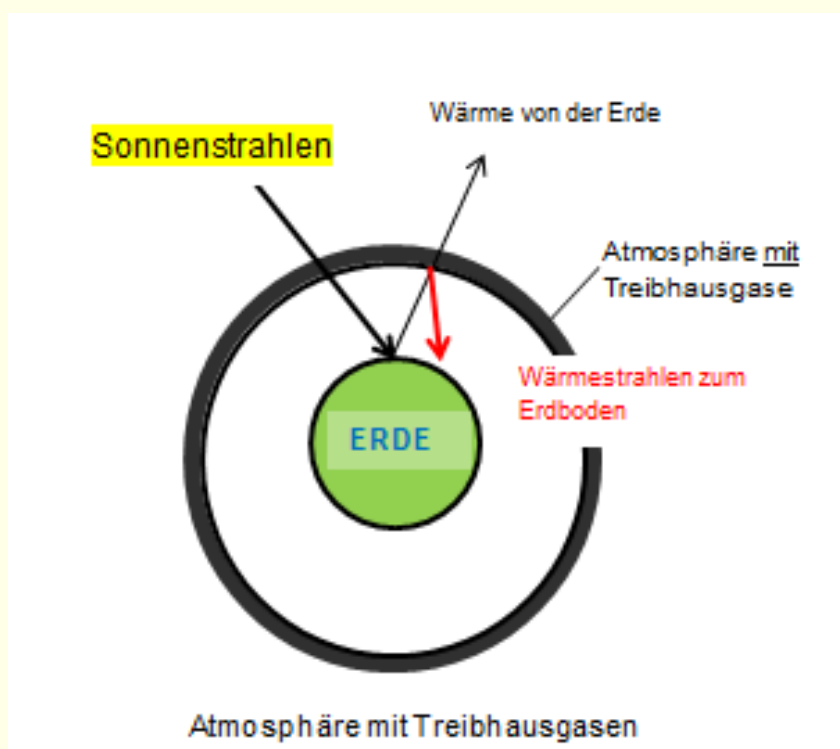 Wärme von der Erde
Sonnenstrahlen
Atmosphäre mit
Treibhausgase
Wärmestrahlen zum
Erdboden
ERDE
Atmosphäre mit Treibhausgasen